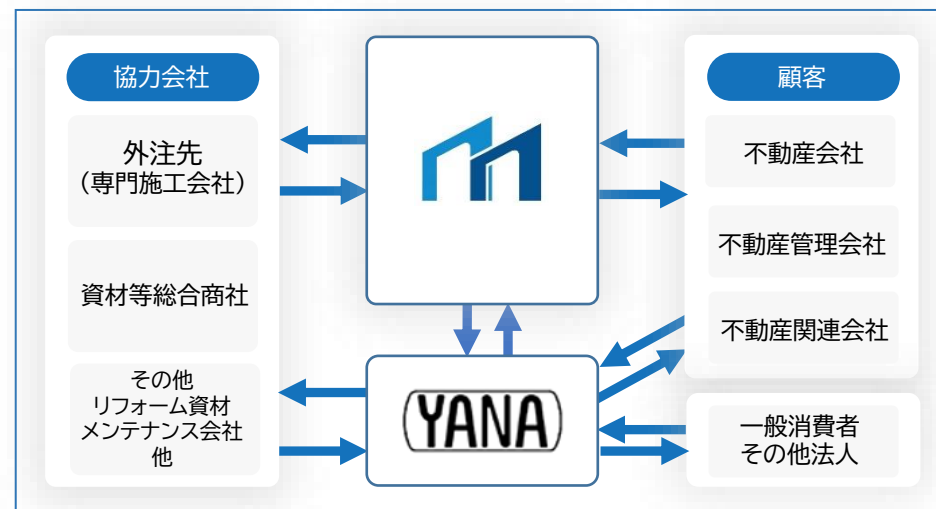 協力会社
外注先
（専門施工会社）
資材等総合商社
その他
リフォーム資材
メンテナンス会社
他
YANA
顧客
不動産会社
不動産管理会社
不動産関連会社
一般消費者
その他法人